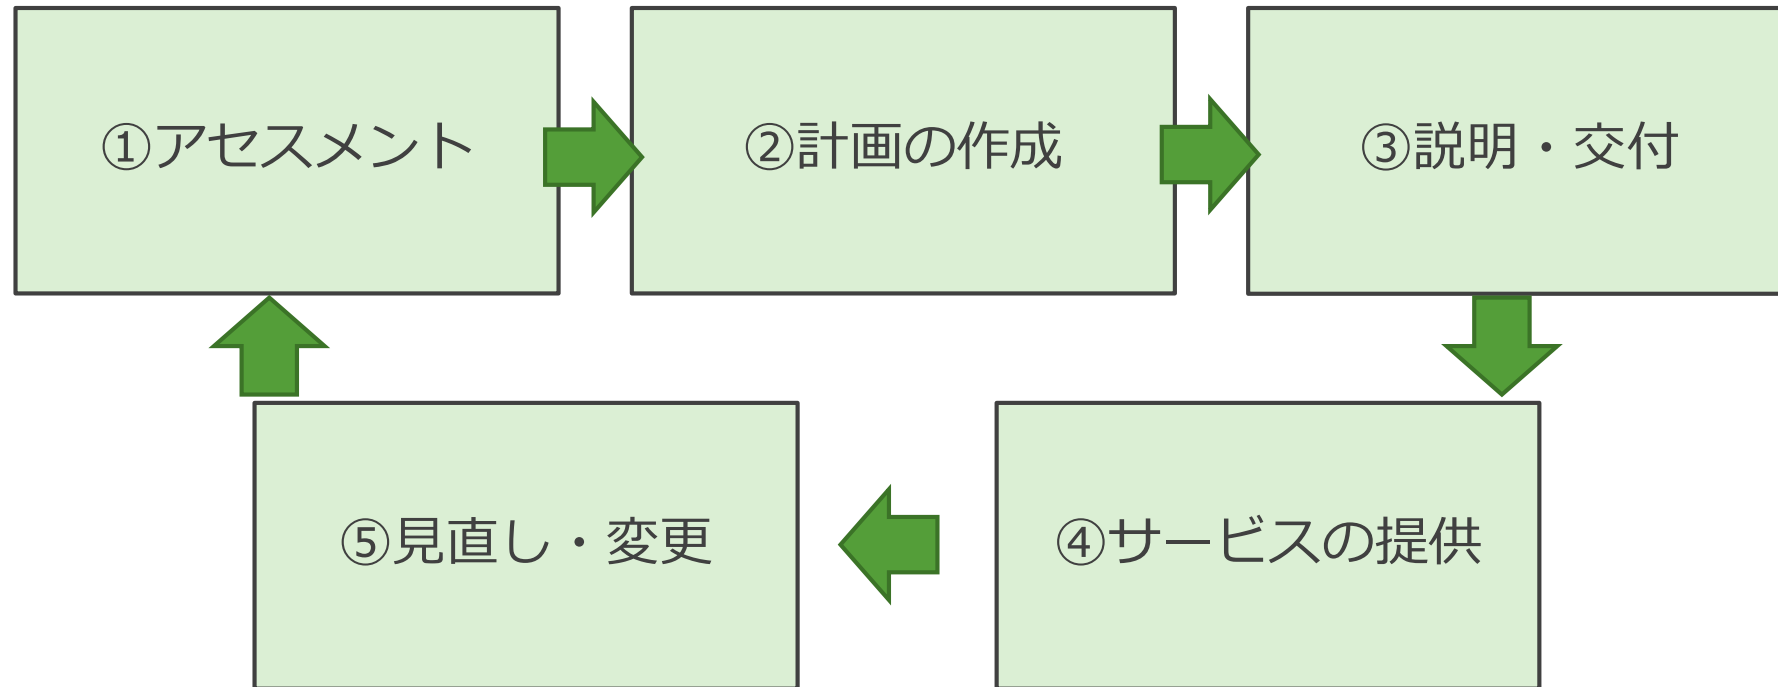 ①アセスメント
②計画の作成
③説明・交付
④サービスの提供
⑤見直し・変更